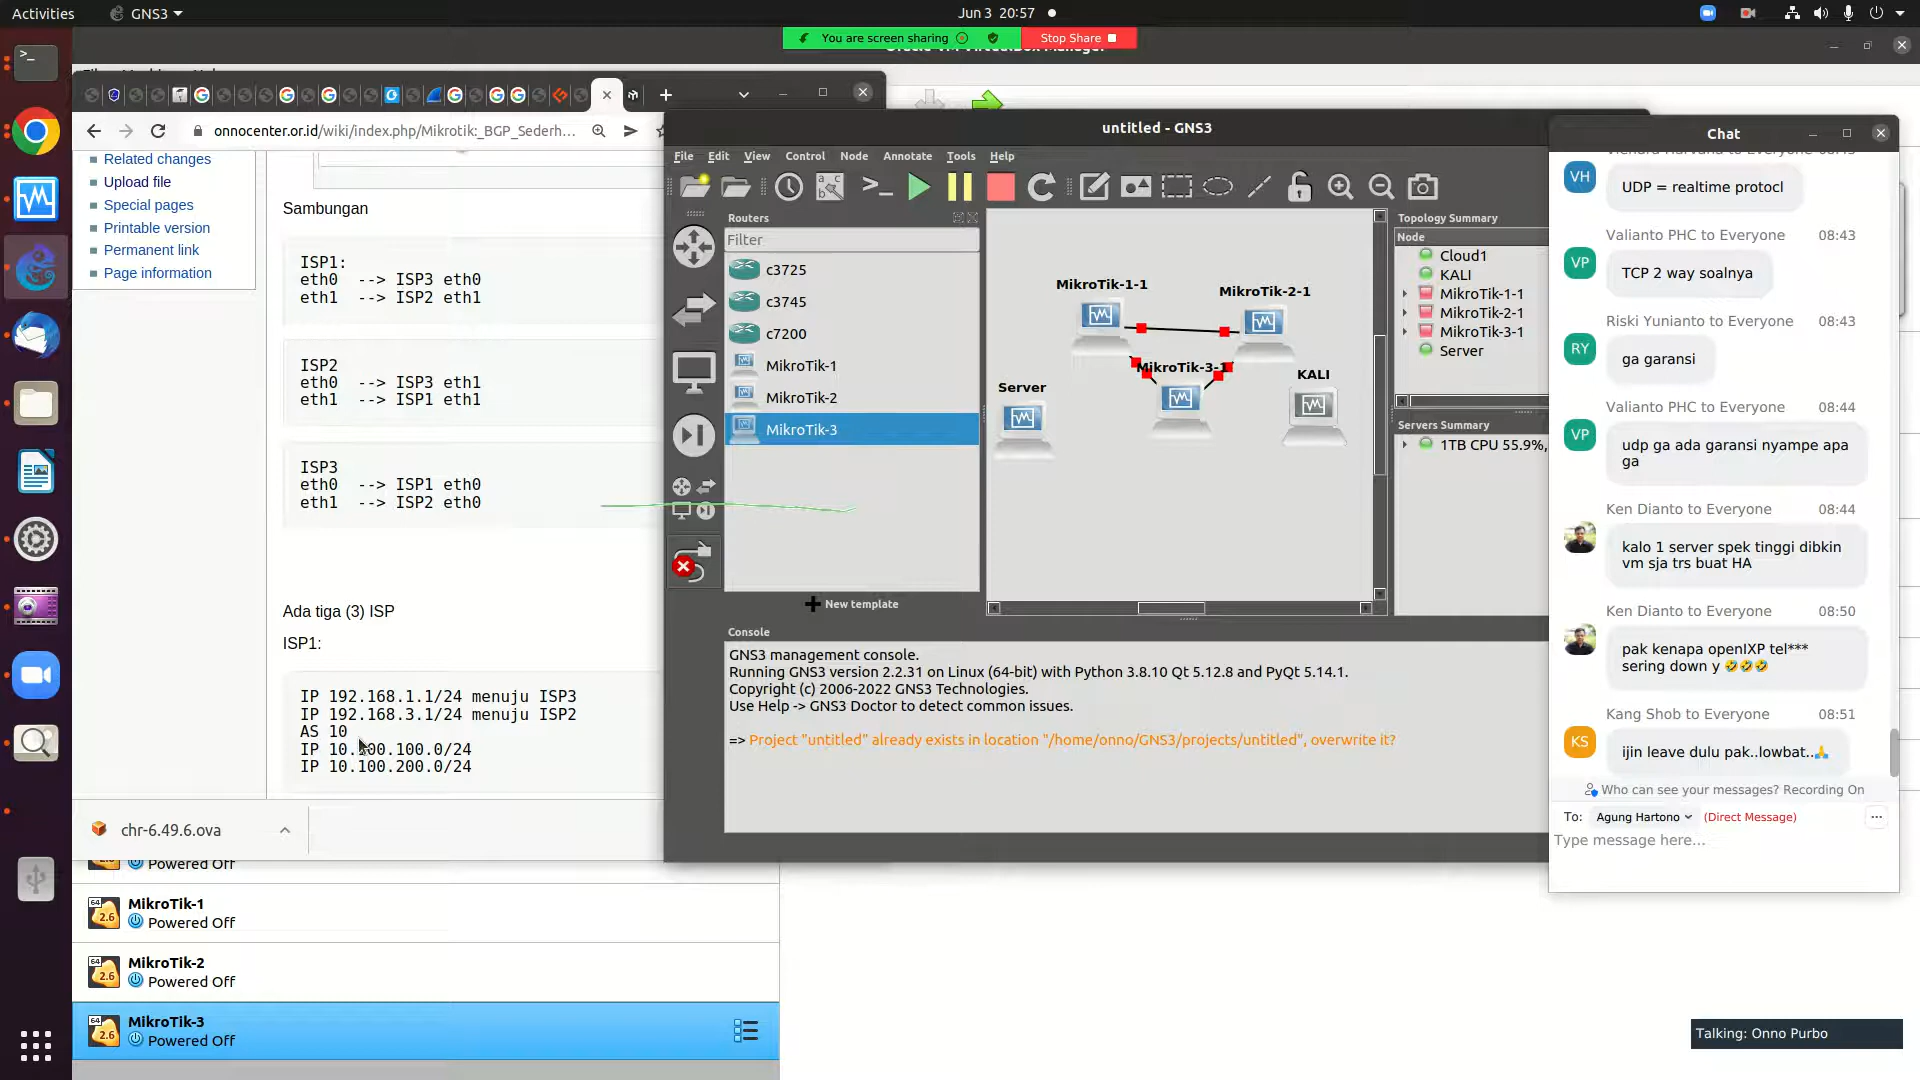 Activities
GNS3
Jun 3 20:57
You are screen sharing
Stop Share
onnocenter.or.id/wiki/index.php/Mikrotik:_BGP_Sederh...
Related changes
Upload file
Special pages
Printable version
Permanent link
Page information
Sambungan
ISP1:
eth0 --> ISP3 eth0
eth1 --> ISP2 eth1
ISP2
eth0 --> ISP3 eth1
eth1 --> ISP1 eth1
ISP3
eth0 --> ISP1 eth0
eth1 --> ISP2 eth0
Ada tiga (3) ISP
ISP1:
IP 192.168.1.1/24 menuju ISP3
IP 192.168.3.1/24 menuju ISP2
AS 10
IP 10.100.100.0/24
IP 10.100.200.0/24
chr-6.49.6.ova
Powered Off
MikroTik-1
Powered Off
MikroTik-2
Powered Off
MikroTik-3
Powered Off
untitled - GNS3
File Edit View Control Node Annotate Tools Help
Routers
Filter
c3725
c3745
c7200
MikroTik-1
MikroTik-2
MikroTik-3
New template
MikroTik-1-1
MikroTik-2-1
MikroTik-3-1
KALI
Server
Topology Summary
Node
Cloud1
KALI
MikroTik-1-1
MikroTik-2-1
MikroTik-3-1
Server
Servers Summary
1TB CPU 55.9%,
Console
GNS3 management console.
Running GNS3 version 2.2.31 on Linux (64-bit) with Python 3.8.10 Qt 5.12.8 and PyQt 5.14.1.
Copyright (c) 2006-2022 GNS3 Technologies.
Use Help -> GNS3 Doctor to detect common issues.
=> Project "untitled" already exists in location "/home/onno/GNS3/projects/untitled", overwrite it?
Chat
VH
UDP = realtime protocl
Valianto PHC to Everyone 08:43
VP
TCP 2 way soalnya
Riski Yunianto to Everyone 08:43
RY
ga garansi
Valianto PHC to Everyone 08:44
VP
udp ga ada garansi nyampe apa
ga
Ken Dianto to Everyone 08:44
kalo 1 server spek tinggi dibkin
vm sja trs buat HA
Ken Dianto to Everyone 08:50
pak kenapa openIXP tel***
sering down y 🤣🤣🤣
Kang Shob to Everyone 08:51
KS
ijin leave dulu pak..lowbat..🙏
Who can see your messages? Recording On
To: Agung Hartono (Direct Message)
Type message here...
Talking: Onno Purbo